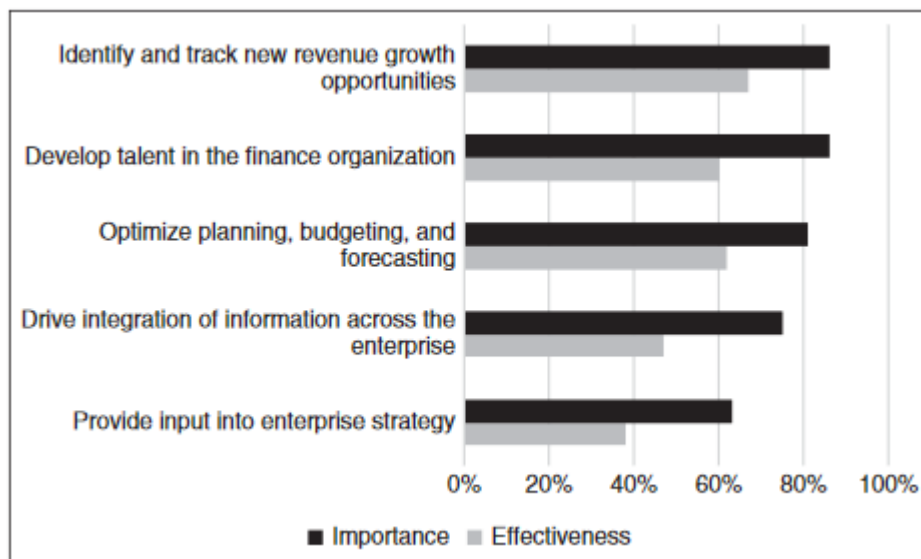 Identify and track new revenue growth
opportunities
Develop talent in the finance organization
Optimize planning, budgeting, and
forecasting
Drive integration of information across the
enterprise
Provide input into enterprise strategy
0% 20% 40% 60% 80% 100%
Importance Effectiveness